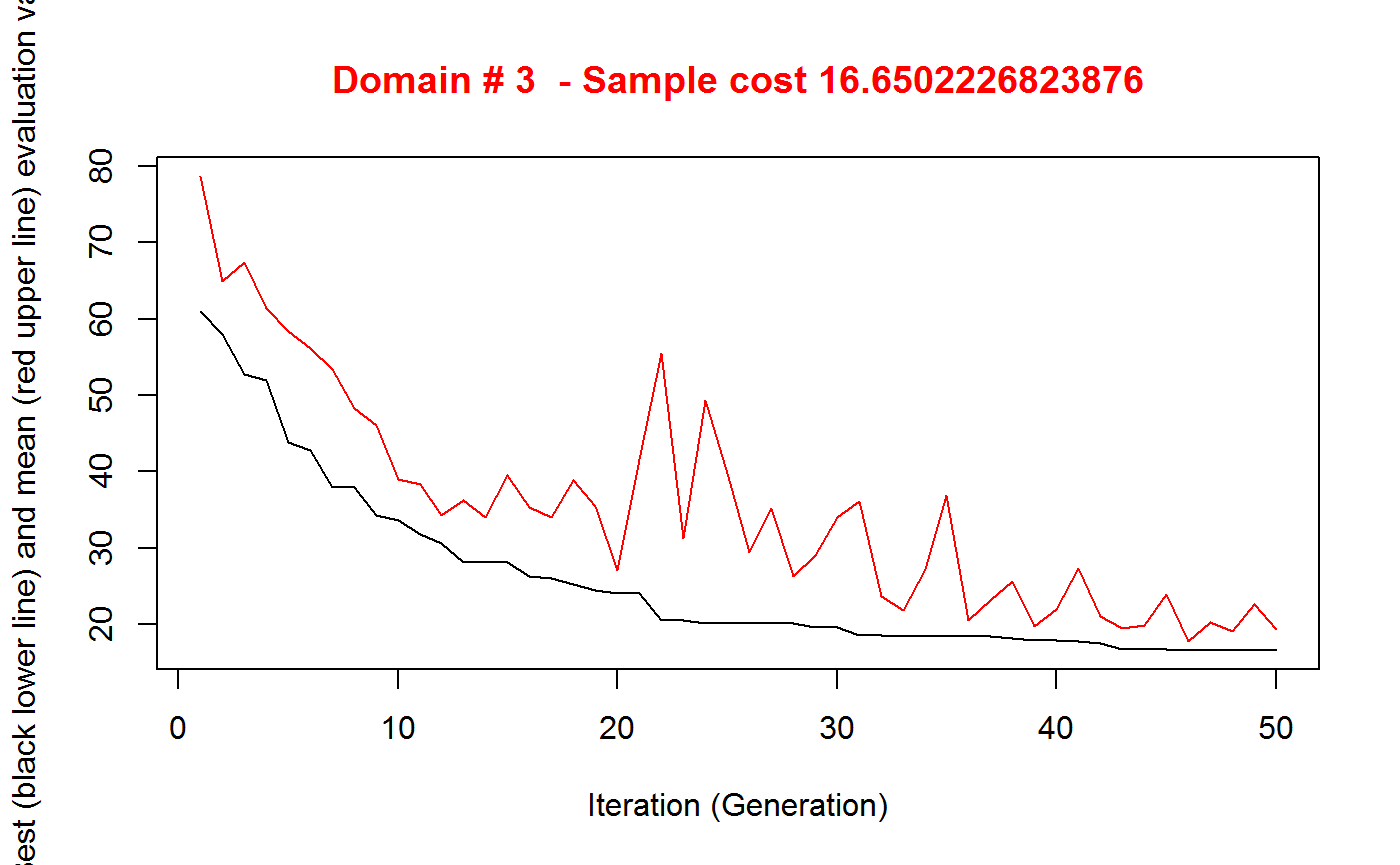 Domain # 3  - Sample cost 16.6502226823876
(black lower line) and mean (red upper line) evaluation
80
70
60
50
40
30
20
0 10 20 30 40 50
Iteration (Generation)